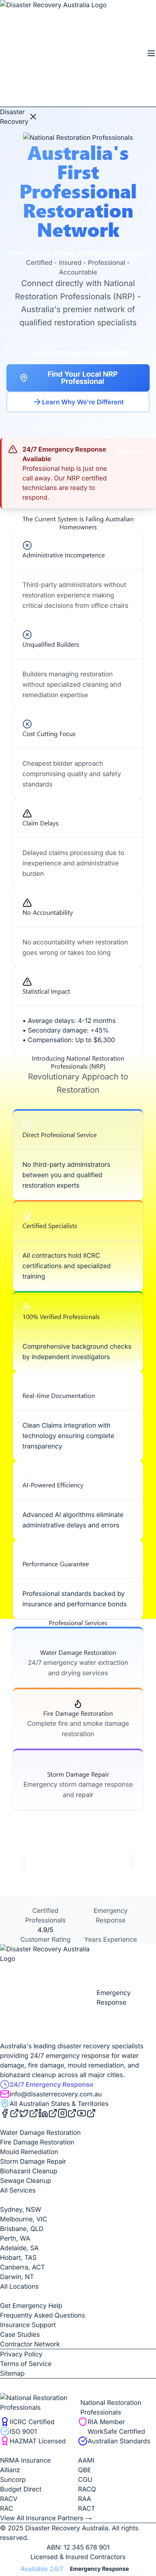 Disaster Recovery Australia Logo
Disaster
Recovery
National Restoration Professionals
Australia's
First
Professional
Restoration
Network
Certified - Insured - Professional -
Accountable
Connect directly with National
Restoration Professionals (NRP) -
Australia's premier network of
qualified restoration specialists
Find Your Local NRP
Professional
Learn Why We're Different
24/7 Emergency Response
Available
Professional help is just one
call away. Our NRP certified
technicians are ready to
respond.
The Current System Is Failing Australian
Homeowners
Administrative Incompetence
Third-party administrators without
restoration experience making
critical decisions from office chairs
Unqualified Builders
Builders managing restoration
without specialized cleaning and
remediation expertise
Cost Cutting Focus
Cheapest bidder approach
compromising quality and safety
standards
Claim Delays
Delayed claims processing due to
inexperience and administrative
burden
No Accountability
No accountability when restoration
goes wrong or takes too long
Statistical Impact
• Average delays: 4-12 months
• Secondary damage: +45%
• Compensation: Up to $6,300
Introducing National Restoration
Professionals (NRP)
Revolutionary Approach to
Restoration
Direct Professional Service
No third-party administrators
between you and qualified
restoration experts
Certified Specialists
All contractors hold IICRC
certifications and specialized
training
100% Verified Professionals
Comprehensive background checks
by independent investigators
Real-time Documentation
Clean Claims integration with
technology ensuring complete
transparency
AI-Powered Efficiency
Advanced AI algorithms eliminate
administrative delays and errors
Performance Guarantee
Professional standards backed by
insurance and performance bonds
Professional Services
Water Damage Restoration
24/7 emergency water extraction
and drying services
Fire Damage Restoration
Complete fire and smoke damage
restoration
Storm Damage Repair
Emergency storm damage response
and repair
Certified
Professionals
Emergency
Response
4.9/5
Customer Rating
Years Experience
Disaster Recovery Australia
Logo
Emergency
Response
Australia's leading disaster recovery specialists
providing 24/7 emergency response for water
damage, fire damage, mould remediation, and
biohazard cleanup across all major cities.
24/7 Emergency Response
info@disasterrecovery.com.au
All Australian States & Territories
Water Damage Restoration
Fire Damage Restoration
Mould Remediation
Storm Damage Repair
Biohazard Cleanup
Sewage Cleanup
All Services
Sydney, NSW
Melbourne, VIC
Brisbane, QLD
Perth, WA
Adelaide, SA
Hobart, TAS
Canberra, ACT
Darwin, NT
All Locations
Get Emergency Help
Frequently Asked Questions
Insurance Support
Case Studies
Contractor Network
Privacy Policy
Terms of Service
Sitemap
National Restoration
Professionals
National Restoration
Professionals
IICRC Certified
RIA Member
ISO 9001
WorkSafe Certified
HAZMAT Licensed
Australian Standards
NRMA Insurance
AAMI
Allianz
QBE
Suncorp
CGU
Budget Direct
RACQ
RACV
RAA
RAC
RACT
View All Insurance Partners →
© 2025 Disaster Recovery Australia. All rights
reserved.
ABN: 12 345 678 901
Licensed & Insured Contractors
Available 24/7
Emergency Response